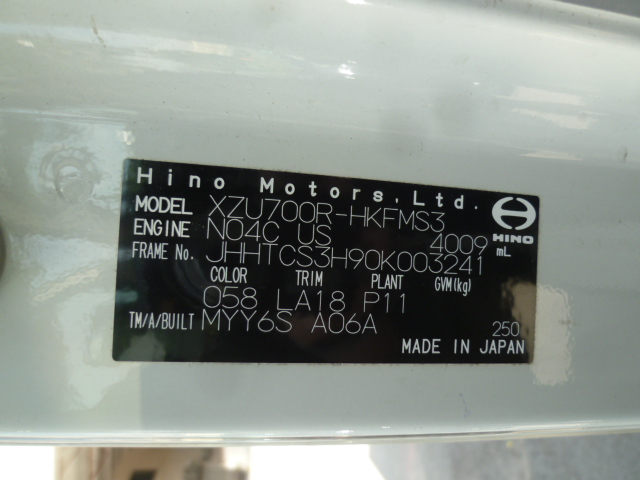 Hino Motors, Ltd.
MODEL XZU700R-HKFMS3
ENGINE N04C US 4009 mL
HINO
FRAME No. JHHTCS3H90K003241
COLOR TRIM PLANT GVM(kg)
058 LA18 P11
TM/A/BUILT MYY6S A06A 250
MADE IN JAPAN